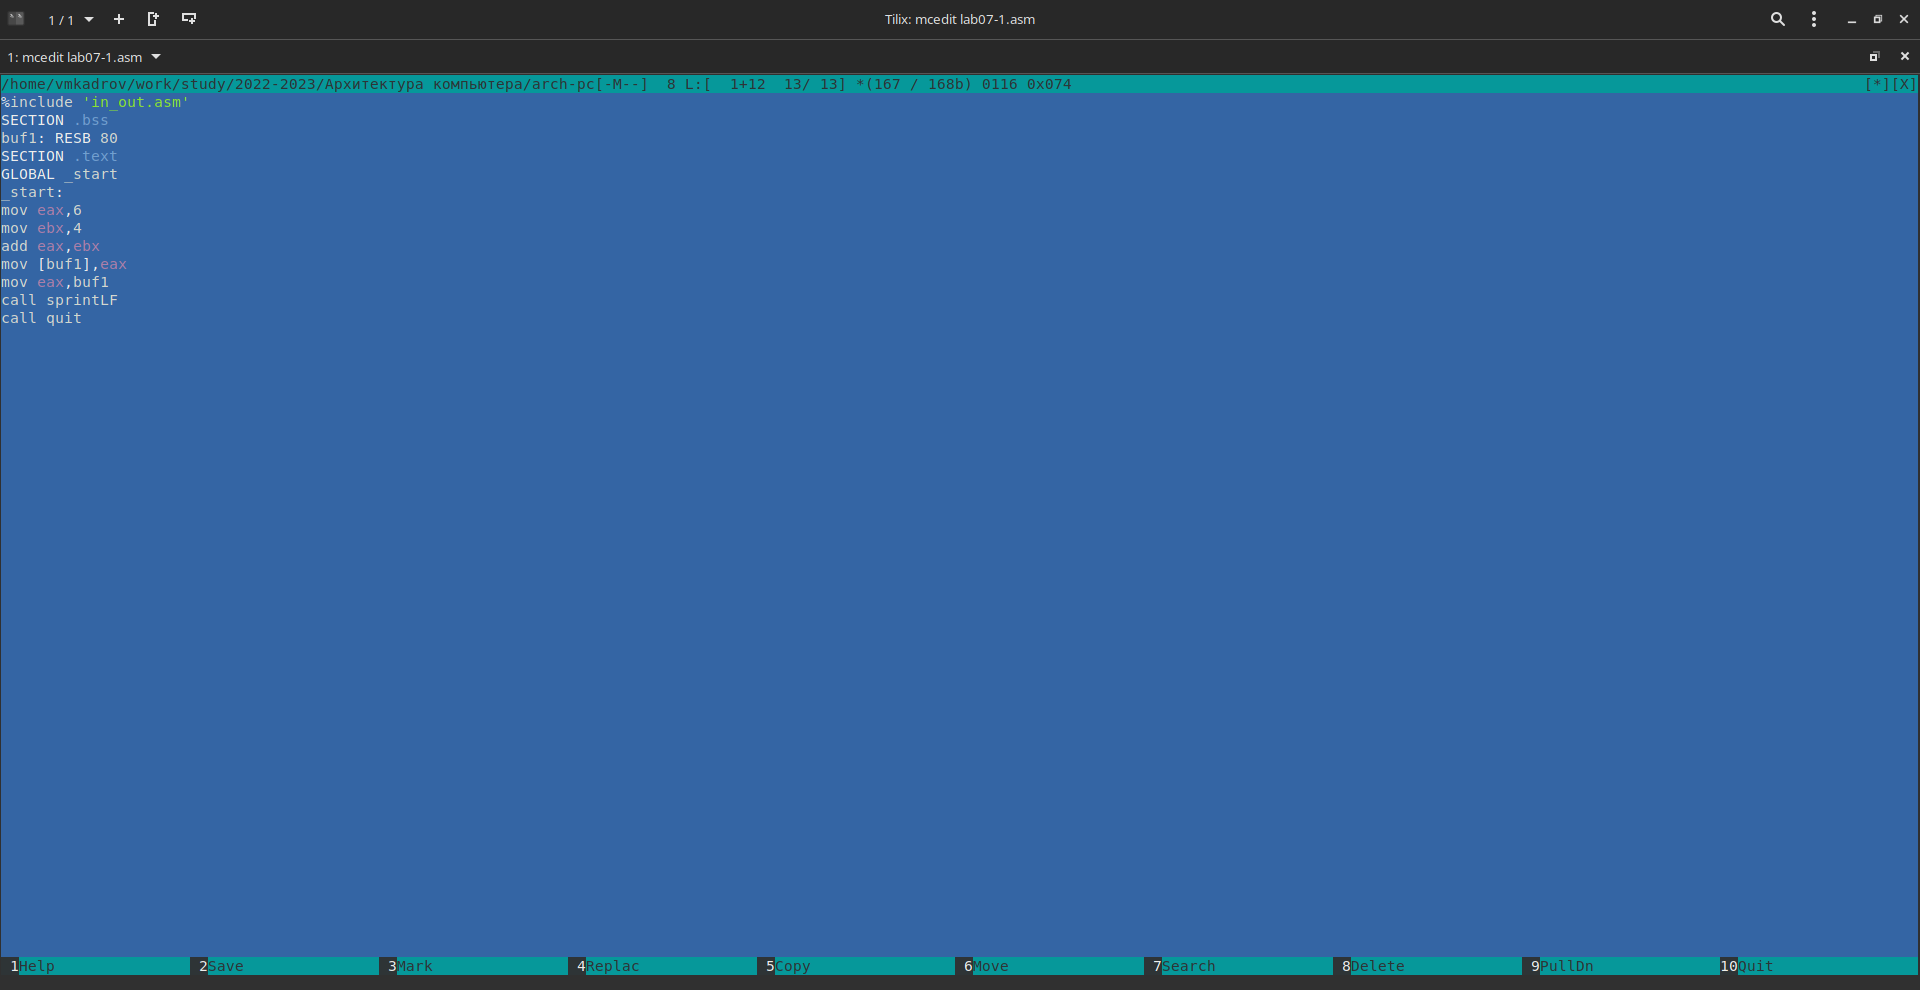 1 / 1
Tilix: mcedit lab07-1.asm
1: mcedit lab07-1.asm
/home/vmkadrov/work/study/2022-2023/Архитектура компьютера/arch-pc[-M--]  8 L:[  1+12  13/ 13] *(167 / 168b) 0116 0x074 [*][X]
%include 'in_out.asm'
SECTION .bss
buf1: RESB 80
SECTION .text
GLOBAL _start
_start:
mov eax,6
mov ebx,4
add eax,ebx
mov [buf1],eax
mov eax,buf1
call sprintLF
call quit
1Help 2Save 3Mark 4Replac 5Copy 6Move 7Search 8Delete 9PullDn 10Quit